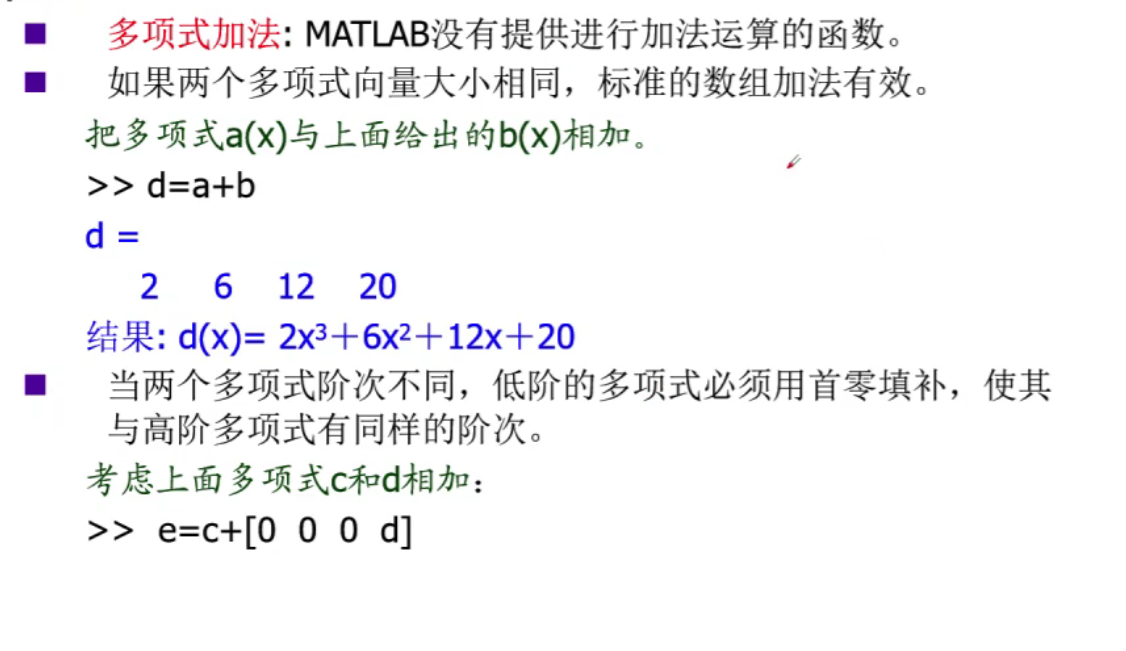 多项式加法: MATLAB没有提供进行加法运算的函数。
如果两个多项式向量大小相同，标准的数组加法有效。
把多项式a(x)与上面给出的b(x)相加。
>> d=a+b
d =
2 6 12 20
结果: d(x)= 2x³＋6x²＋12x＋20
当两个多项式阶次不同，低阶的多项式必须用首零填补，使其
与高阶多项式有同样的阶次。
考虑上面多项式c和d相加：
>> e=c+[0 0 0 d]